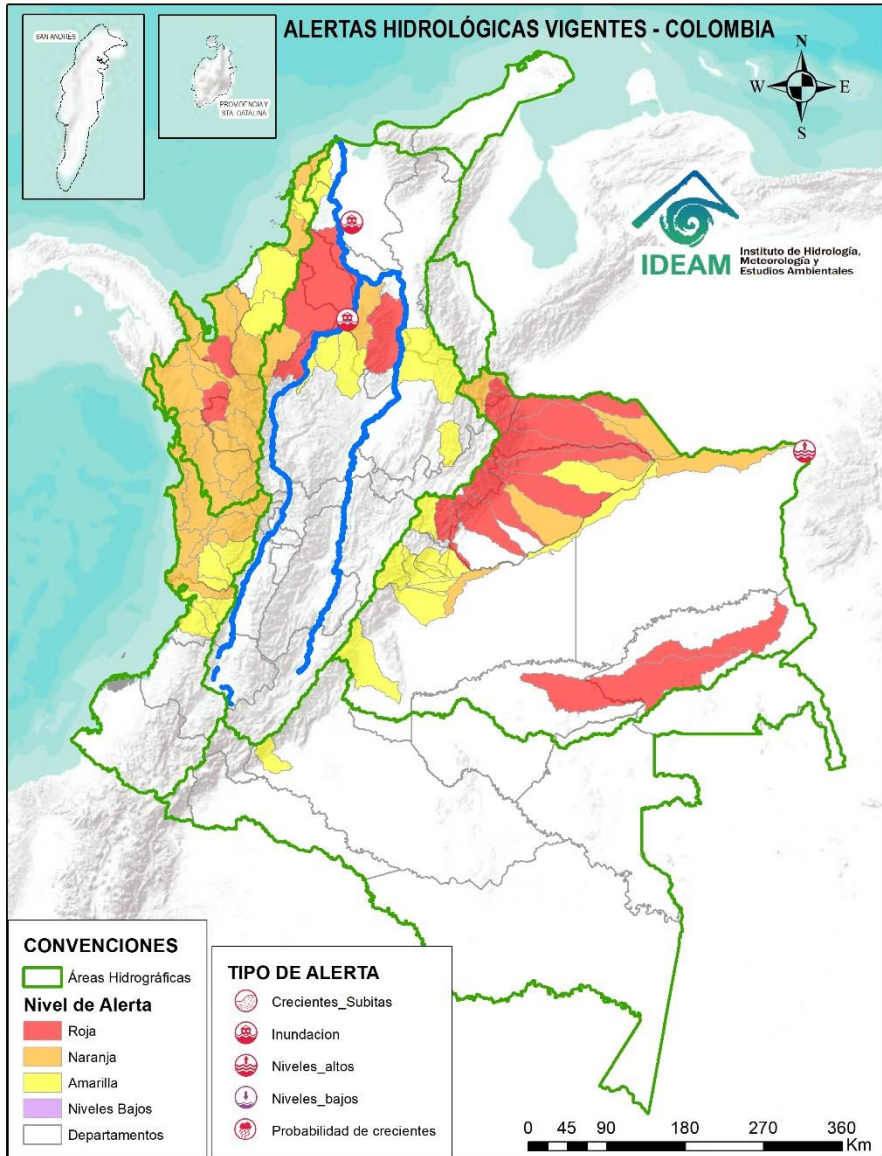 ALERTAS HIDROLÓGICAS VIGENTES - COLOMBIA
SAN ANDRÉS
PROVIDENCIA Y
STA. CATALINA
N
W
E
S
IDEAM
Instituto de Hidrología,
Meteorología y
Estudios Ambientales
CONVENCIONES
Áreas Hidrográficas
Nivel de Alerta
Roja
Naranja
Amarilla
Niveles Bajos
Departamentos
TIPO DE ALERTA
Crecientes_Subitas
Inundacion
Niveles_altos
Niveles_bajos
Probabilidad de crecientes
0 45 90 180 270 360
Km